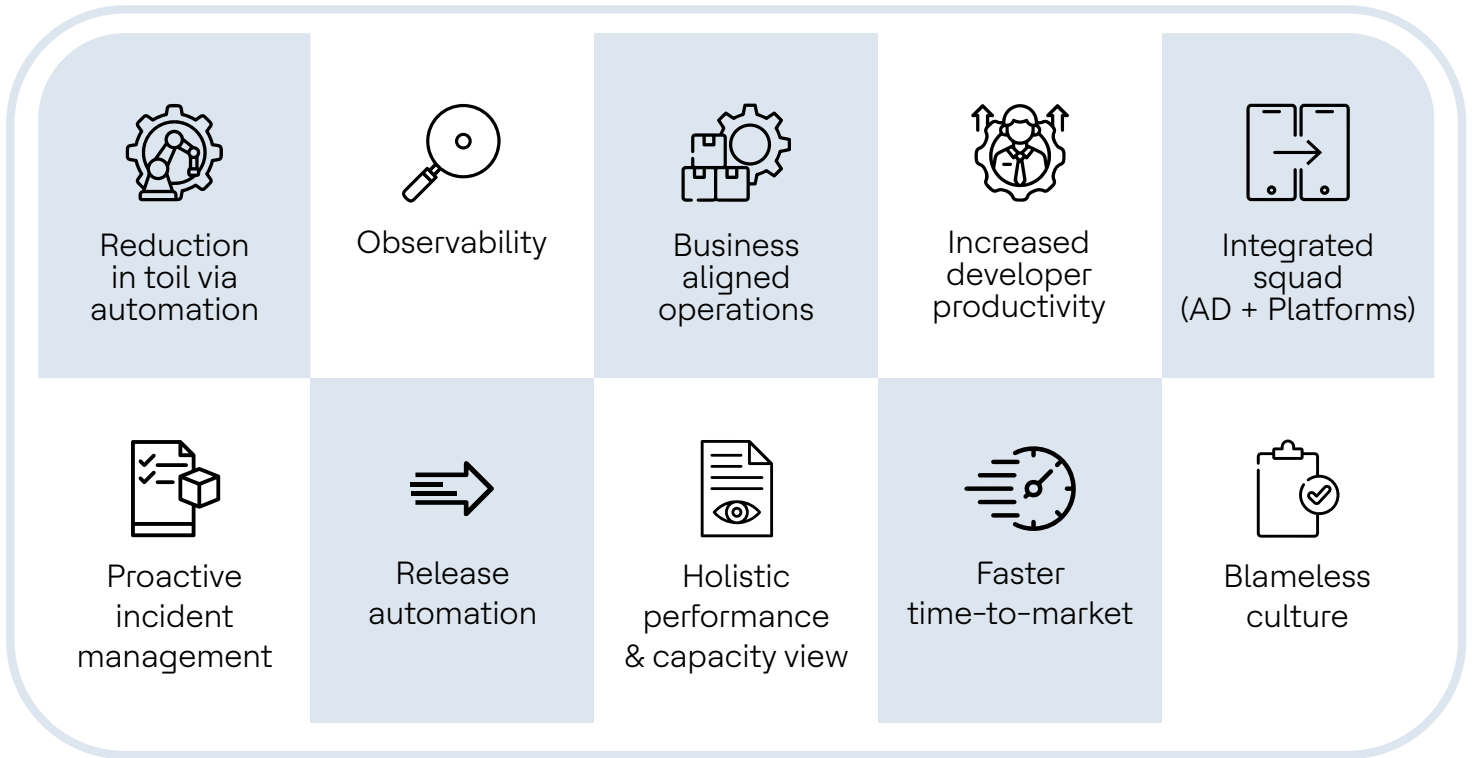 Reduction
in toil via
automation
Observability
Business
aligned
operations
Increased
developer
productivity
Integrated
squad
(AD + Platforms)
Proactive
incident
management
Release
automation
Holistic
performance
& capacity view
Faster
time-to-market
Blameless
culture